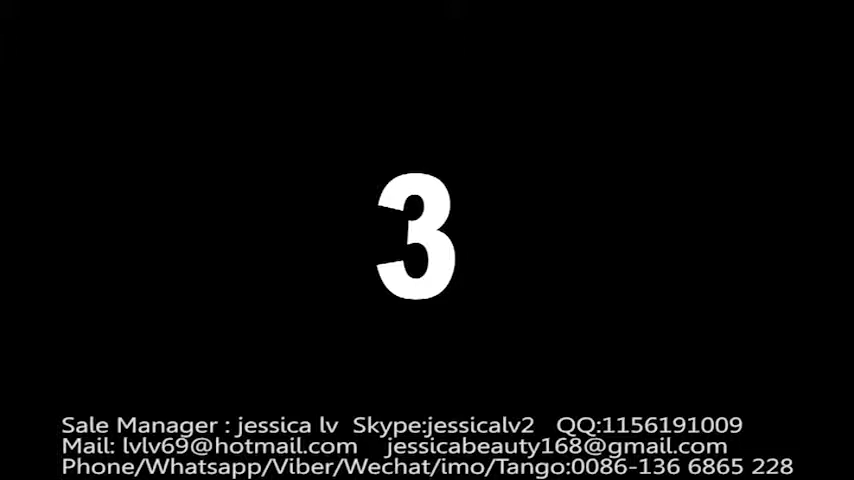 3
Sale Manager : jessica lv  Skype:jessicalv2   QQ:1156191009
Mail: lvlv69@hotmail.com    jessicabeauty168@gmail.com
Phone/Whatsapp/Viber/Wechat/imo/Tango:0086-136 6865 228